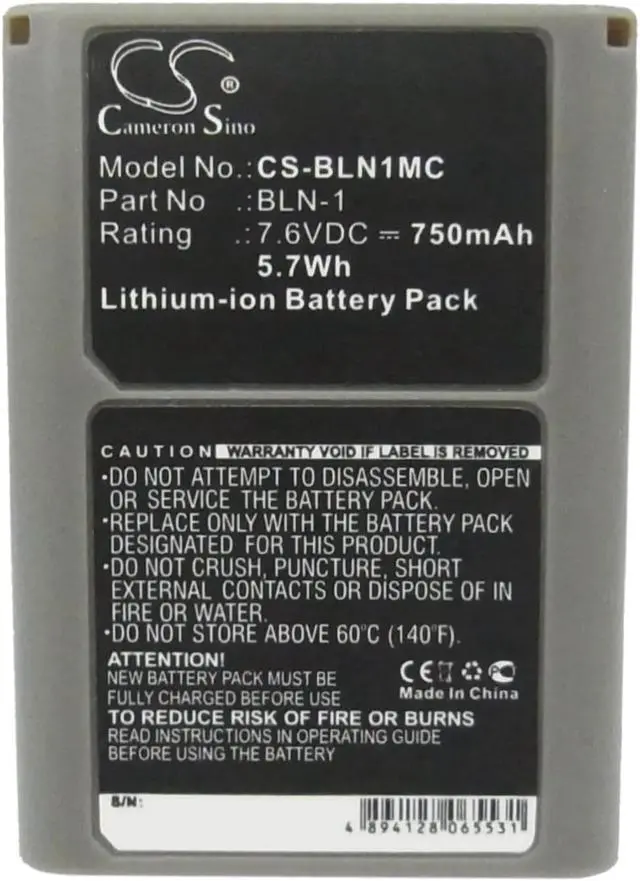 CS®
Cameron Sino
Model No.: CS-BLN1MC
Part No .: BLN-1
Rating .: 7.6VDC ⎓ 750mAh
5.7Wh
Lithium-ion Battery Pack
CAUTION WARRANTY VOID IF LABEL IS REMOVED
·DO NOT ATTEMPT TO DISASSEMBLE, OPEN
OR SERVICE THE BATTERY PACK.
·REPLACE ONLY WITH THE BATTERY PACK
DESIGNATED FOR THIS PRODUCT.
·DO NOT CRUSH, PUNCTURE, SHORT
EXTERNAL CONTACTS OR DISPOSE OF IN
FIRE OR WATER.
·DO NOT STORE ABOVE 60°C (140°F).
ATTENTION!
NEW BATTERY PACK MUST BE
FULLY CHARGED BEFORE USE
CE
Made In China
TO REDUCE RISK OF FIRE OR BURNS
READ INSTRUCTIONS IN OPERATING GUIDE
BEFORE USING THE BATTERY
S/N:
4 894128 065531